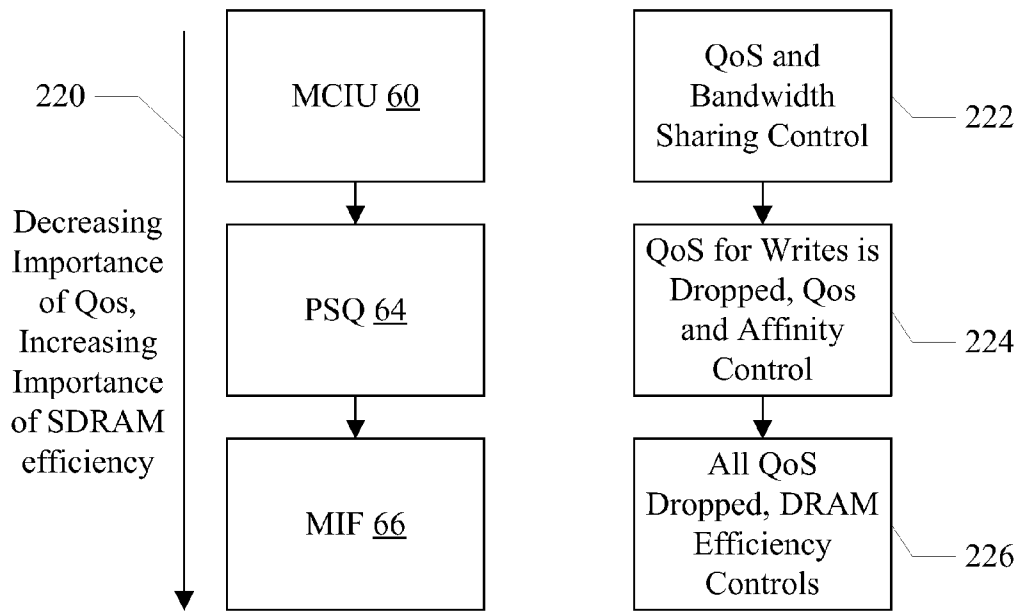 220
Decreasing
Importance
of Qos,
Increasing
Importance
of SDRAM
efficiency
MCIU 60
PSQ 64
MIF 66
QoS and
Bandwidth
Sharing Control
222
QoS for Writes is
Dropped, Qos
and Affinity
Control
224
All QoS
Dropped, DRAM
Efficiency
Controls
226